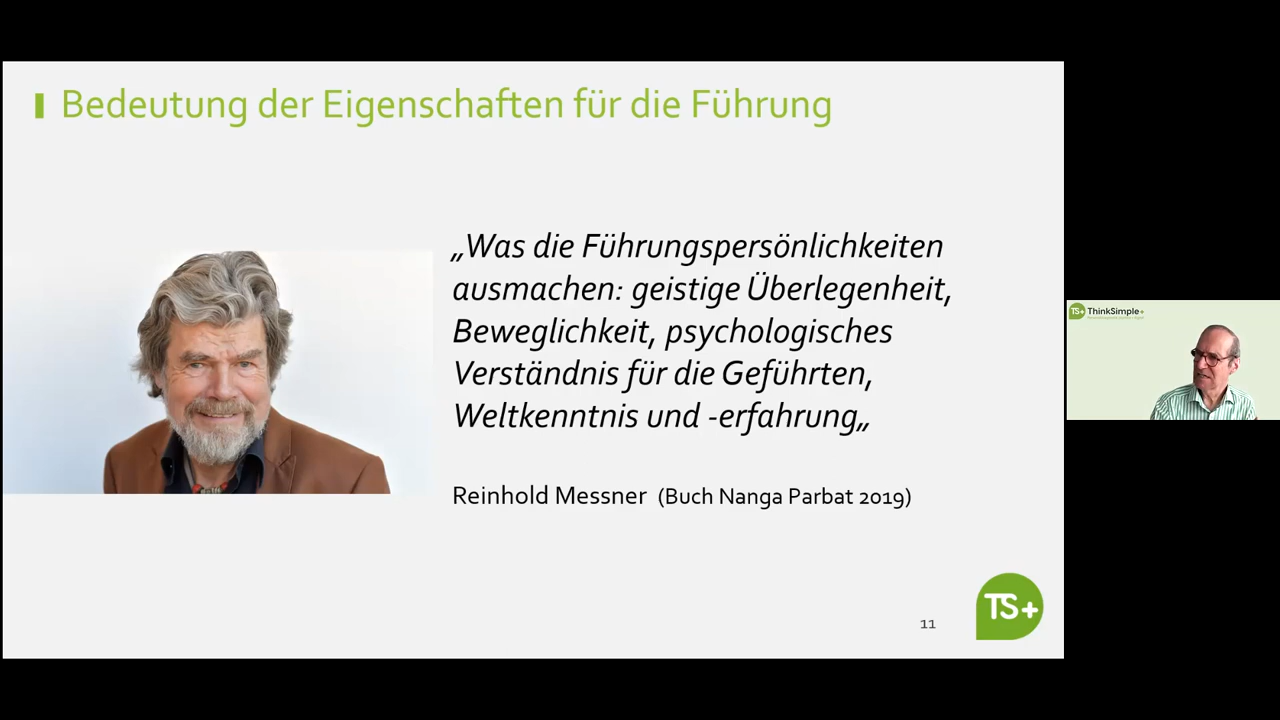 Bedeutung der Eigenschaften für die Führung
„Was die Führungspersönlichkeiten
ausmachen: geistige Überlegenheit,
Beweglichkeit, psychologisches
Verständnis für die Geführten,
Weltkenntnis und -erfahrung„
Reinhold Messner (Buch Nanga Parbat 2019)
11
TS+
TS+ ThinkSimple+